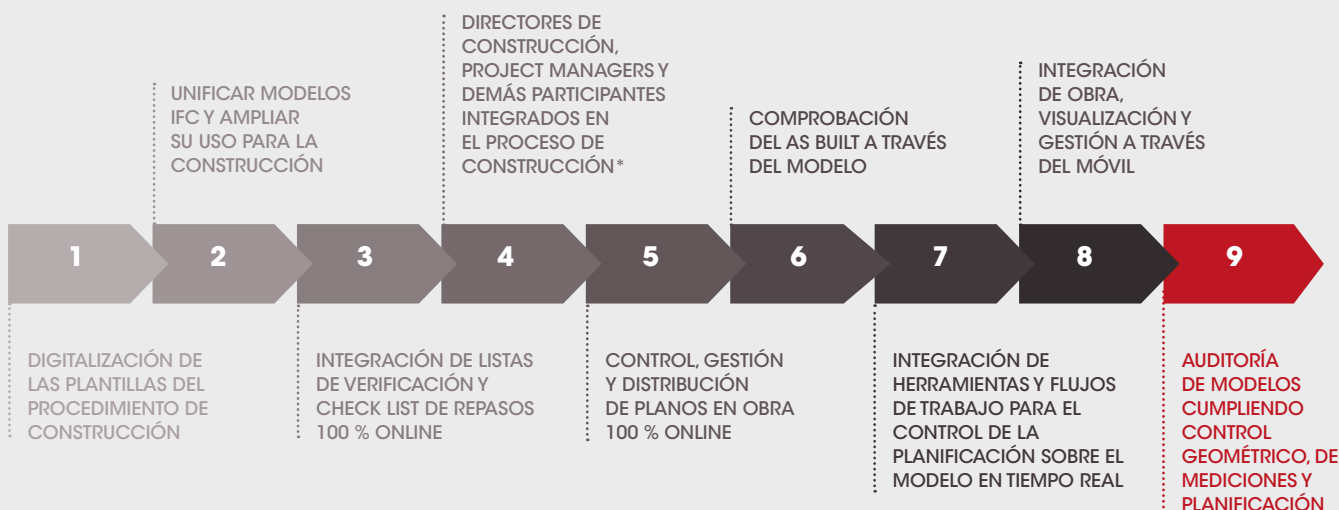 DIRECTORES DE
CONSTRUCCIÓN,
PROJECT MANAGERS Y
DEMÁS PARTICIPANTES
INTEGRADOS EN
EL PROCESO DE
CONSTRUCCIÓN*
UNIFICAR MODELOS
IFC Y AMPLIAR
SU USO PARA LA
CONSTRUCCIÓN
COMPROBACIÓN
DEL AS BUILT A TRAVÉS
DEL MODELO
INTEGRACIÓN
DE OBRA,
VISUALIZACIÓN Y
GESTIÓN A TRAVÉS
DEL MÓVIL
1 2 3 4 5 6 7 8 9
DIGITALIZACIÓN DE
LAS PLANTILLAS DEL
PROCEDIMIENTO DE
CONSTRUCCIÓN
INTEGRACIÓN DE LISTAS
DE VERIFICACIÓN Y
CHECK LIST DE REPASOS
100 % ONLINE
CONTROL, GESTIÓN
Y DISTRIBUCIÓN
DE PLANOS EN OBRA
100 % ONLINE
INTEGRACIÓN DE
HERRAMIENTAS Y FLUJOS
DE TRABAJO PARA EL
CONTROL DE LA
PLANIFICACIÓN SOBRE EL
MODELO EN TIEMPO REAL
AUDITORÍA
DE MODELOS
CUMPLIENDO
CONTROL
GEOMÉTRICO, DE
MEDICIONES Y
PLANIFICACIÓN